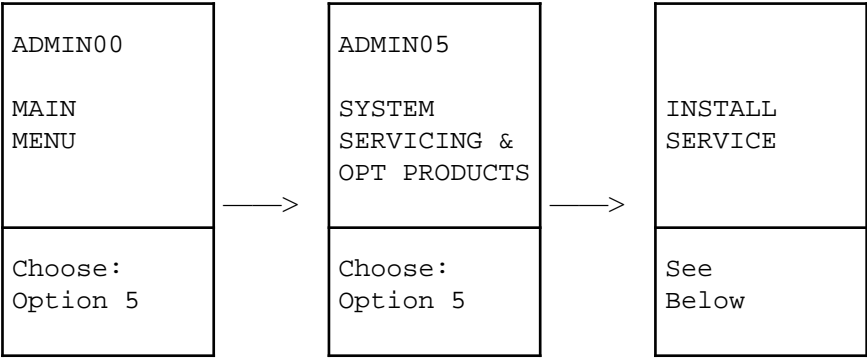 ADMIN00
MAIN
MENU
Choose:
Option 5
ADMIN05
SYSTEM
SERVICING &
OPT PRODUCTS
Choose:
Option 5
INSTALL
SERVICE
See
Below